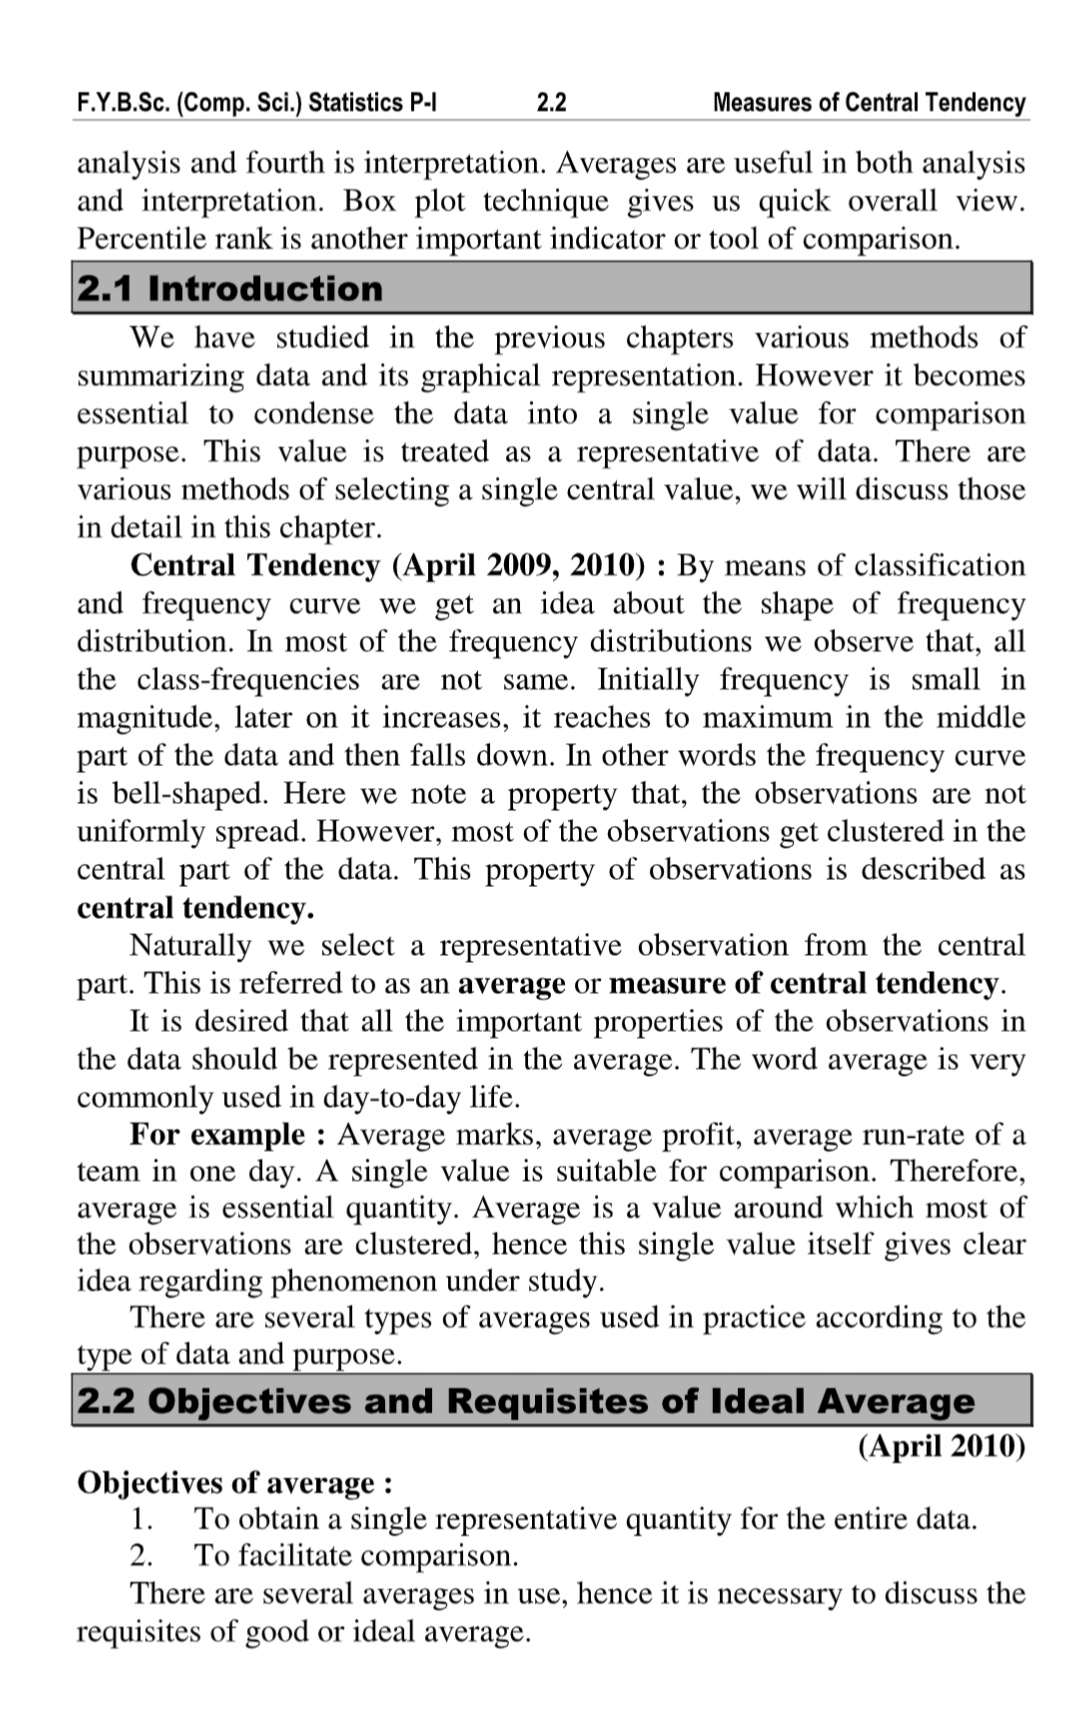 F.Y.B.Sc. (Comp. Sci.) Statistics P-I 2.2 Measures of Central Tendency
analysis and fourth is interpretation. Averages are useful in both analysis
and interpretation. Box plot technique gives us quick overall view.
Percentile rank is another important indicator or tool of comparison.
2.1 Introduction
We have studied in the previous chapters various methods of
summarizing data and its graphical representation. However it becomes
essential to condense the data into a single value for comparison
purpose. This value is treated as a representative of data. There are
various methods of selecting a single central value, we will discuss those
in detail in this chapter.
Central Tendency (April 2009, 2010) : By means of classification
and frequency curve we get an idea about the shape of frequency
distribution. In most of the frequency distributions we observe that, all
the class-frequencies are not same. Initially frequency is small in
magnitude, later on it increases, it reaches to maximum in the middle
part of the data and then falls down. In other words the frequency curve
is bell-shaped. Here we note a property that, the observations are not
uniformly spread. However, most of the observations get clustered in the
central part of the data. This property of observations is described as
central tendency.
Naturally we select a representative observation from the central
part. This is referred to as an average or measure of central tendency.
It is desired that all the important properties of the observations in
the data should be represented in the average. The word average is very
commonly used in day-to-day life.
For example : Average marks, average profit, average run-rate of a
team in one day. A single value is suitable for comparison. Therefore,
average is essential quantity. Average is a value around which most of
the observations are clustered, hence this single value itself gives clear
idea regarding phenomenon under study.
There are several types of averages used in practice according to the
type of data and purpose.
2.2 Objectives and Requisites of Ideal Average
(April 2010)
Objectives of average :
1. To obtain a single representative quantity for the entire data.
2. To facilitate comparison.
There are several averages in use, hence it is necessary to discuss the
requisites of good or ideal average.